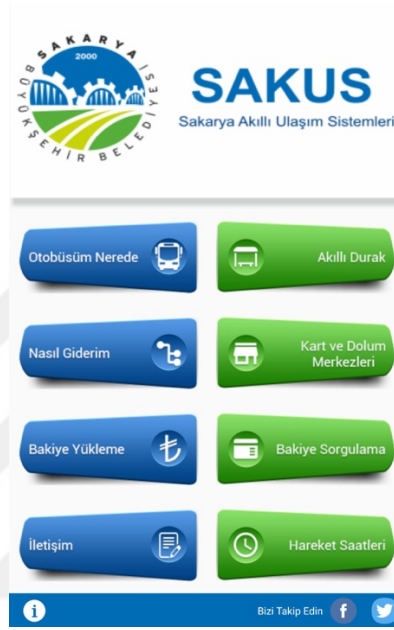 SAKARYA
2000
BÜYÜKŞEHİR BELEDİYESİ
SAKUS
Sakarya Akıllı Ulaşım Sistemleri
Otobüsüm Nerede
Akıllı Durak
Nasıl Giderim
Kart ve Dolum
Merkezleri
Bakiye Yükleme
Bakiye Sorgulama
İletişim
Hareket Saatleri
Bizi Takip Edin